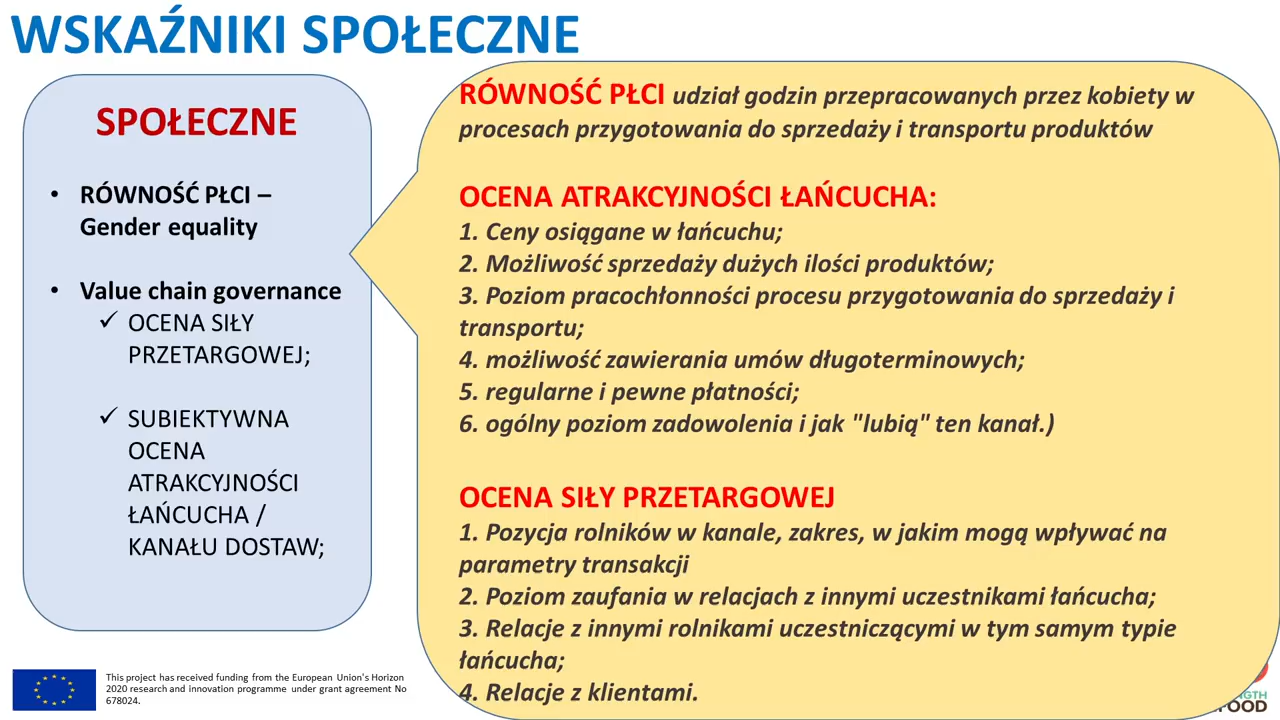 WSKAŹNIKI SPOŁECZNE
SPOŁECZNE
• RÓWNOŚĆ PŁCI –
Gender equality
• Value chain governance
✓ OCENA SIŁY
PRZETARGOWEJ;
✓ SUBIEKTYWNA
OCENA
ATRAKCYJNOŚCI
ŁAŃCUCHA /
KANAŁU DOSTAW;
RÓWNOŚĆ PŁCI udział godzin przepracowanych przez kobiety w
procesach przygotowania do sprzedaży i transportu produktów
OCENA ATRAKCYJNOŚCI ŁAŃCUCHA:
1. Ceny osiągane w łańcuchu;
2. Możliwość sprzedaży dużych ilości produktów;
3. Poziom pracochłonności procesu przygotowania do sprzedaży i
transportu;
4. możliwość zawierania umów długoterminowych;
5. regularne i pewne płatności;
6. ogólny poziom zadowolenia i jak "lubią" ten kanał.)
OCENA SIŁY PRZETARGOWEJ
1. Pozycja rolników w kanale, zakres, w jakim mogą wpływać na
parametry transakcji
2. Poziom zaufania w relacjach z innymi uczestnikami łańcucha;
3. Relacje z innymi rolnikami uczestniczącymi w tym samym typie
łańcucha;
4. Relacje z klientami.
This project has received funding from the European Union's Horizon
2020 research and innovation programme under grant agreement No
678024.